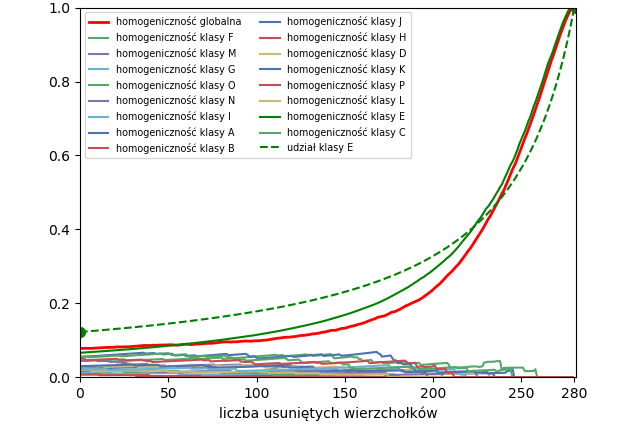 1.0
0.8
0.6
0.4
0.2
0.0
homogeniczność globalna
homogeniczność klasy F
homogeniczność klasy M
homogeniczność klasy G
homogeniczność klasy O
homogeniczność klasy N
homogeniczność klasy I
homogeniczność klasy A
homogeniczność klasy B
homogeniczność klasy J
homogeniczność klasy H
homogeniczność klasy D
homogeniczność klasy K
homogeniczność klasy P
homogeniczność klasy L
homogeniczność klasy E
homogeniczność klasy C
udział klasy E
0 50 100 150 200 250 280
liczba usuniętych wierzchołków